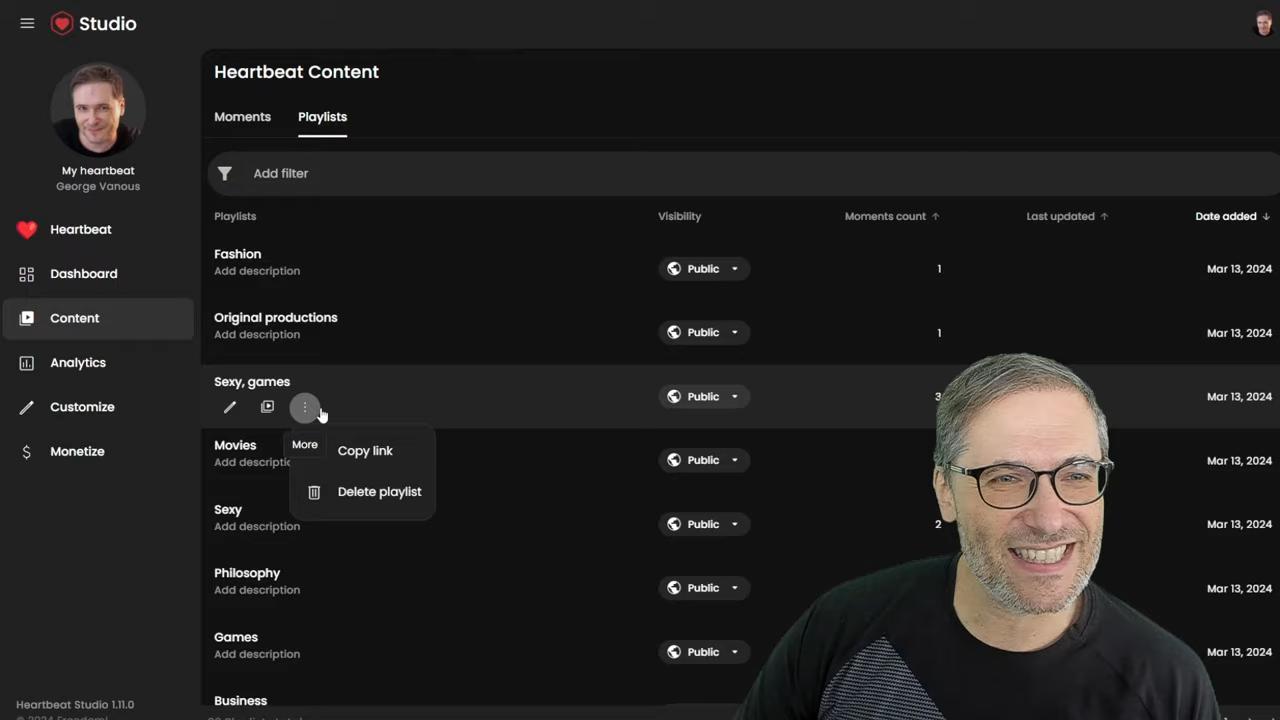 Studio
My heartbeat
George Vanous
Heartbeat
Dashboard
Content
Analytics
Customize
Monetize
Heartbeat Studio 1.11.0
Heartbeat Content
Moments Playlists
Add filter
Playlists Visibility Moments count Last updated Date added
Fashion
Add description
Public 1 Mar 13, 2024
Original productions
Add description
Public 1 Mar 13, 2024
Sexy, games
Public 3 Mar 13, 2024
More
Copy link
Delete playlist
Movies
Add descriptio
Public Mar 13, 2024
Sexy
Add description
Public 2 Mar 13, 2024
Philosophy
Add description
Public Mar 13, 2024
Games
Add description
Public Mar 13, 2024
Business